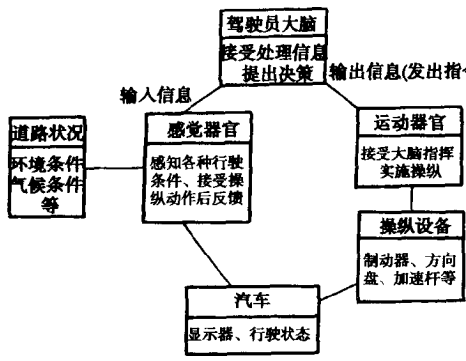 驾驶员大脑
接受处理信息
提出决策
输入信息
输出信息(发出指
道路状况
环境条件
气候条件
等
感觉器官
感知各种行驶
条件、接受操
纵动作后反馈
运动器官
接受大脑指挥
实施操纵
操纵设备
制动器、方向
盘、加速杆等
汽车
显示器、行驶状态